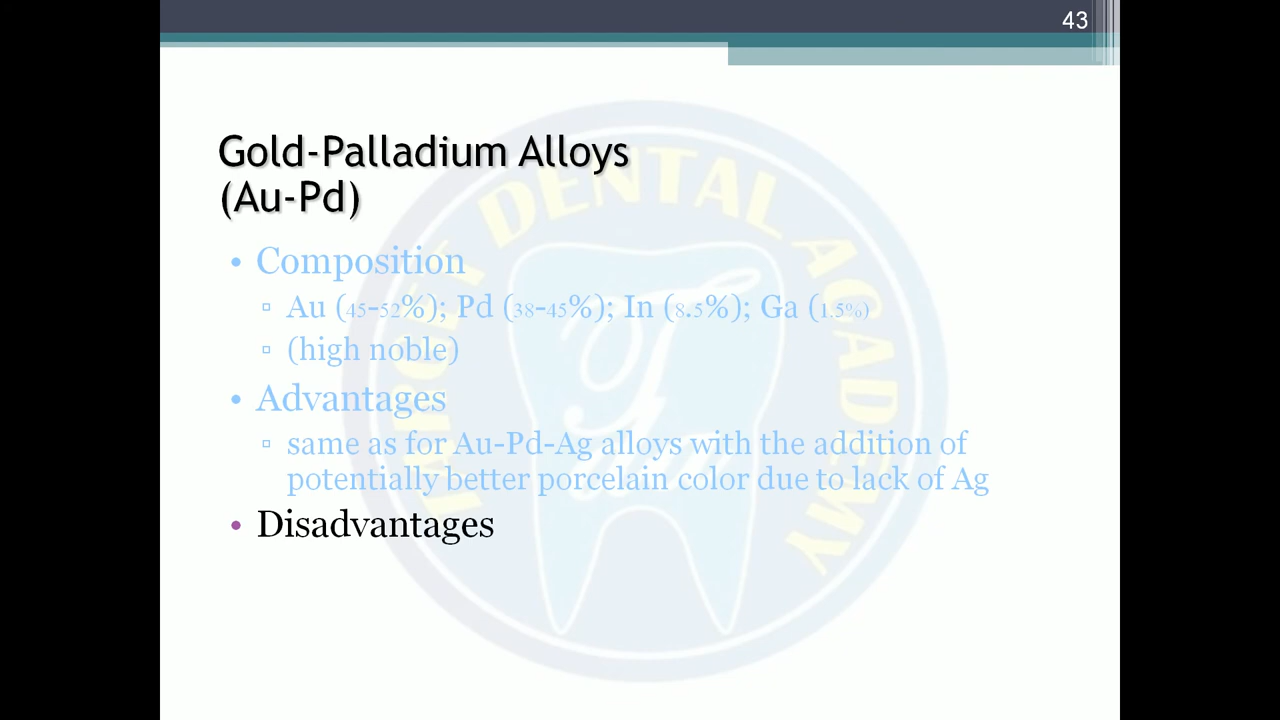 43
Gold-Palladium Alloys
(Au-Pd)
• Composition
▫ Au (45-52%); Pd (38-45%); In (8.5%); Ga (1.5%)
▫ (high noble)
• Advantages
▫ same as for Au-Pd-Ag alloys with the addition of
potentially better porcelain color due to lack of Ag
• Disadvantages
DENTAL ACADEMY